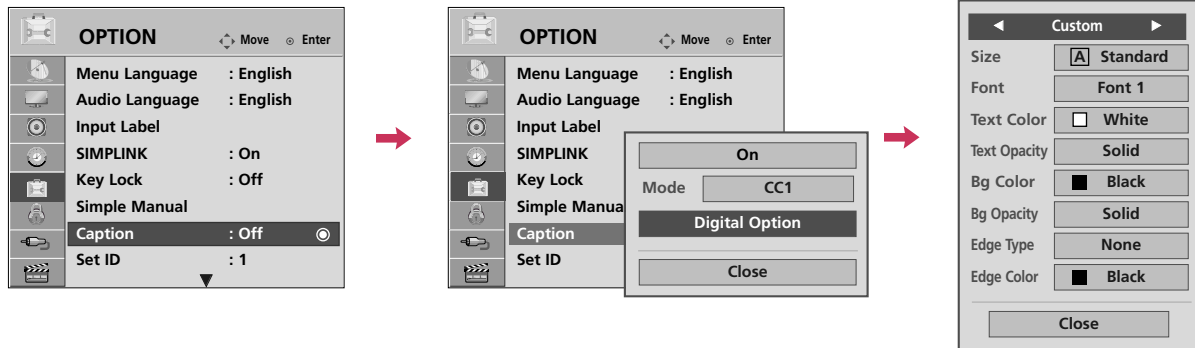 OPTION Move Enter
Menu Language : English
Audio Language : English
Input Label
SIMPLINK : On
Key Lock : Off
Simple Manual
Caption : Off
Set ID : 1
OPTION Move Enter
Menu Language : English
Audio Language : English
Input Label
SIMPLINK
Key Lock
Simple Manua
Caption
Set ID
On
Mode CC1
Digital Option
Close
Custom
Size A Standard
Font Font 1
Text Color White
Text Opacity Solid
Bg Color Black
Bg Opacity Solid
Edge Type None
Edge Color Black
Close